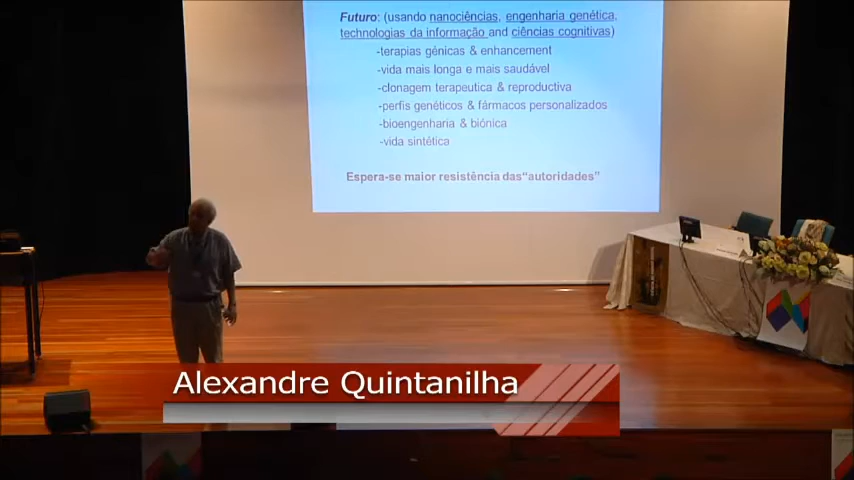 Futuro: (usando nanociências, engenharia genética,
technologias da informação and ciências cognitivas)
-terapias génicas & enhancement
-vida mais longa e mais saudável
-clonagem terapeutica & reproductiva
-perfis genéticos & fármacos personalizados
-bioengenharia & biónica
-vida sintética
Espera-se maior resistência das“autoridades”
Alexandre Quintanilha